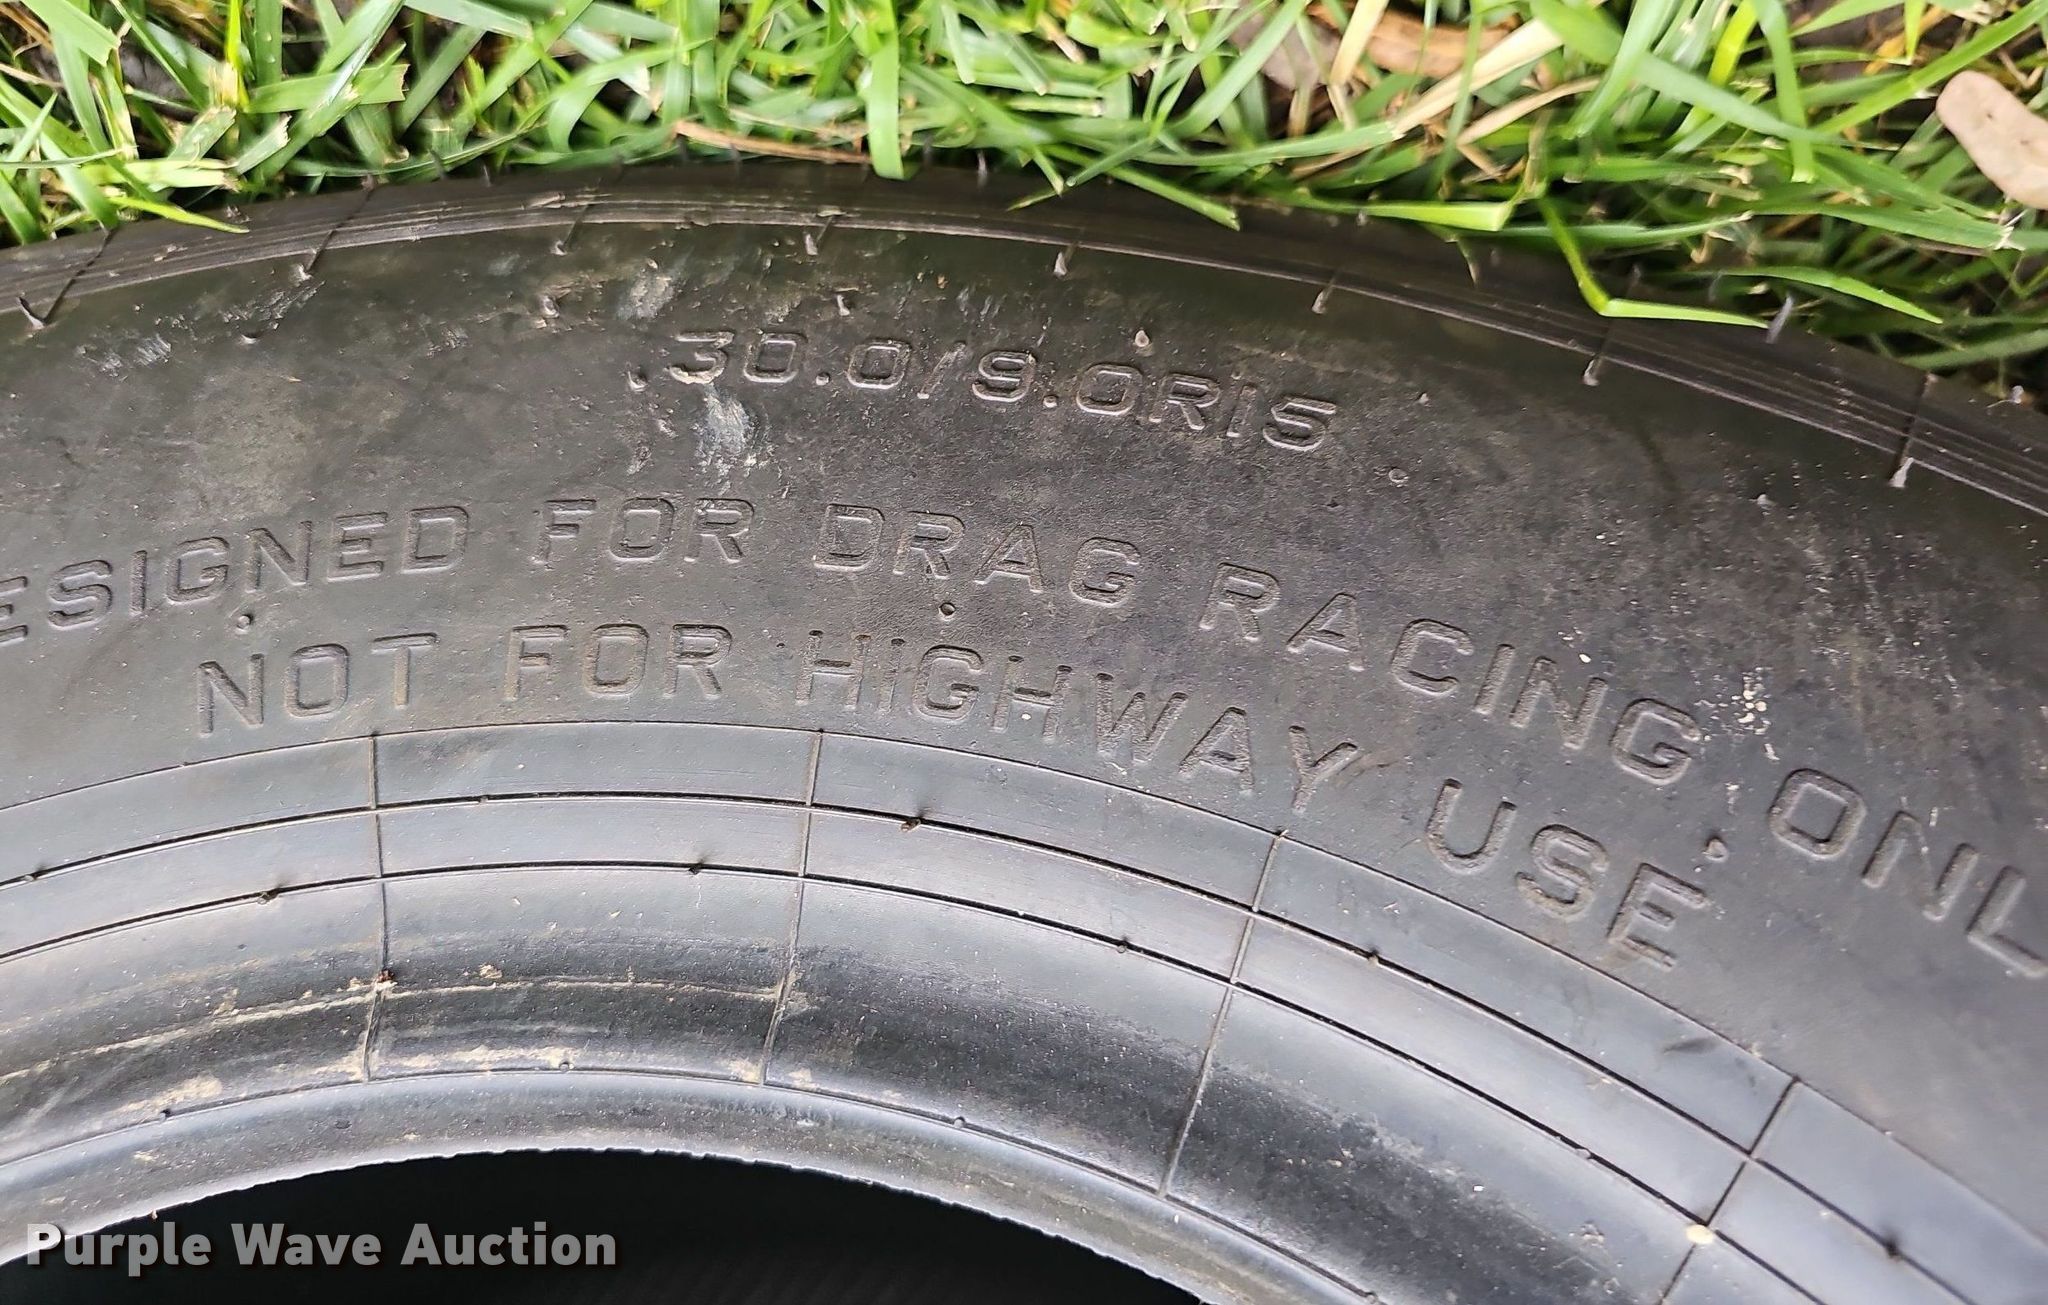 30.0/9.0R15
ESIGNED FOR DRAG RACING ONL
NOT FOR HIGHWAY USE
Purple Wave Auction